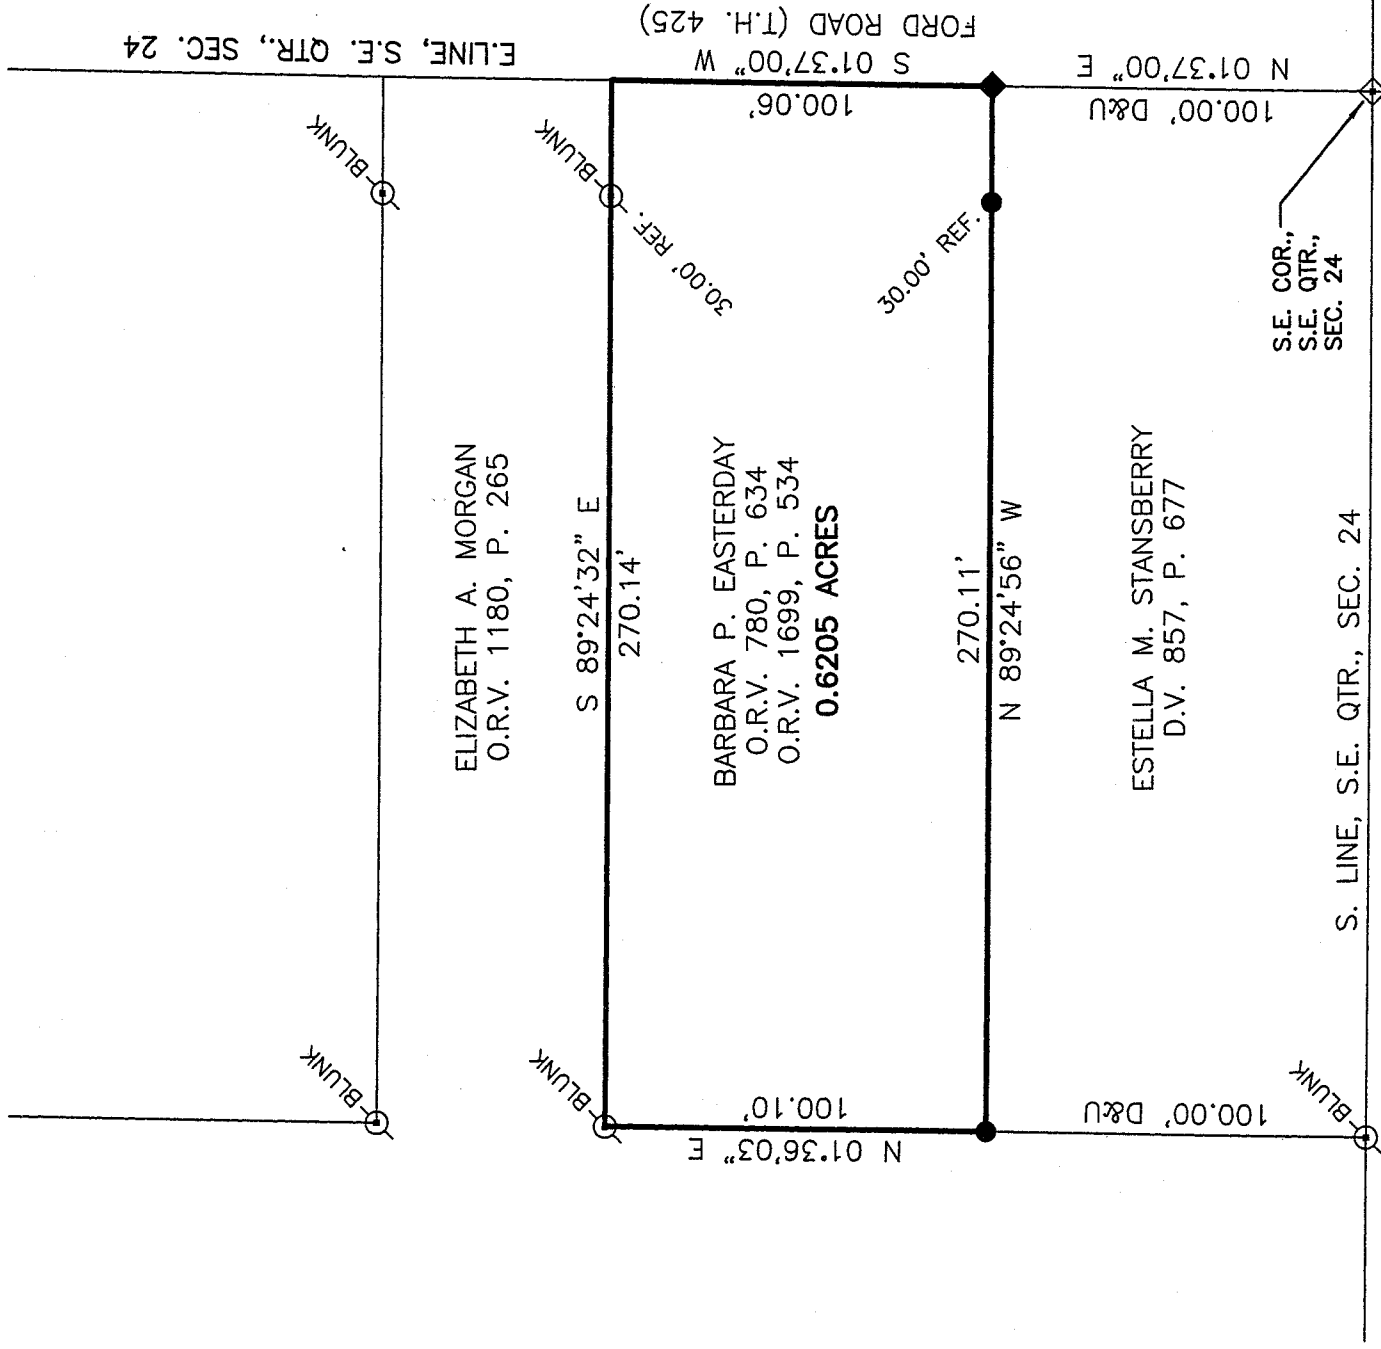 E.LINE, S.E. QTR., SEC. 24
FORD ROAD (T.H. 425)
S 01°37'00" W
100.06'
N 01°37'00" E
100.00' D&U
BLUNK
BLUNK
30.00' REF.
30.00' REF.
S.E. COR.,
S.E. QTR.,
SEC. 24
ELIZABETH A. MORGAN
O.R.V. 1180, P. 265
S 89°24'32" E
270.14'
BARBARA P. EASTERDAY
O.R.V. 780, P. 634
O.R.V. 1699, P. 534
0.6205 ACRES
270.11'
N 89°24'56" W
ESTELLA M. STANSBERRY
D.V. 857, P. 677
S. LINE, S.E. QTR., SEC. 24
BLUNK
BLUNK
BLUNK
100.10'
N 01°36'03" E
100.00' D&U